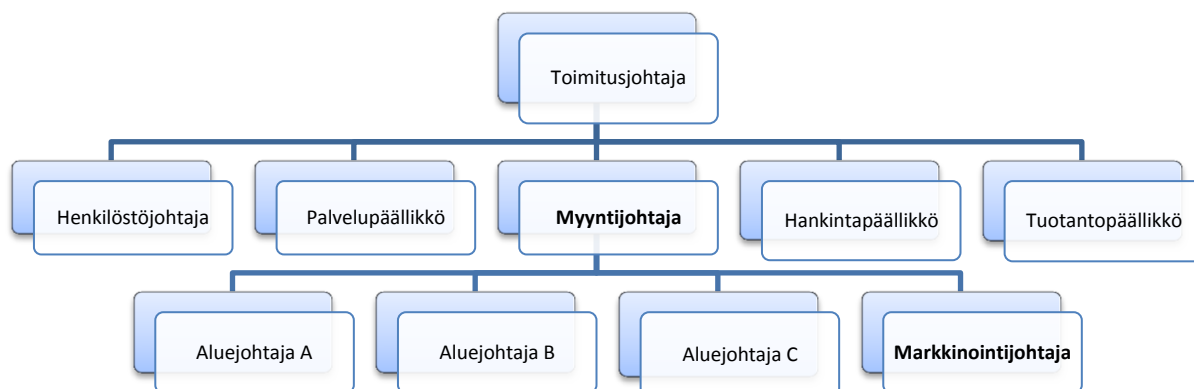 Toimitusjohtaja
Henkilöstöjohtaja
Palvelupäällikkö
Myyntijohtaja
Hankintapäällikkö
Tuotantopäällikkö
Aluejohtaja A
Aluejohtaja B
Aluejohtaja C
Markkinointijohtaja